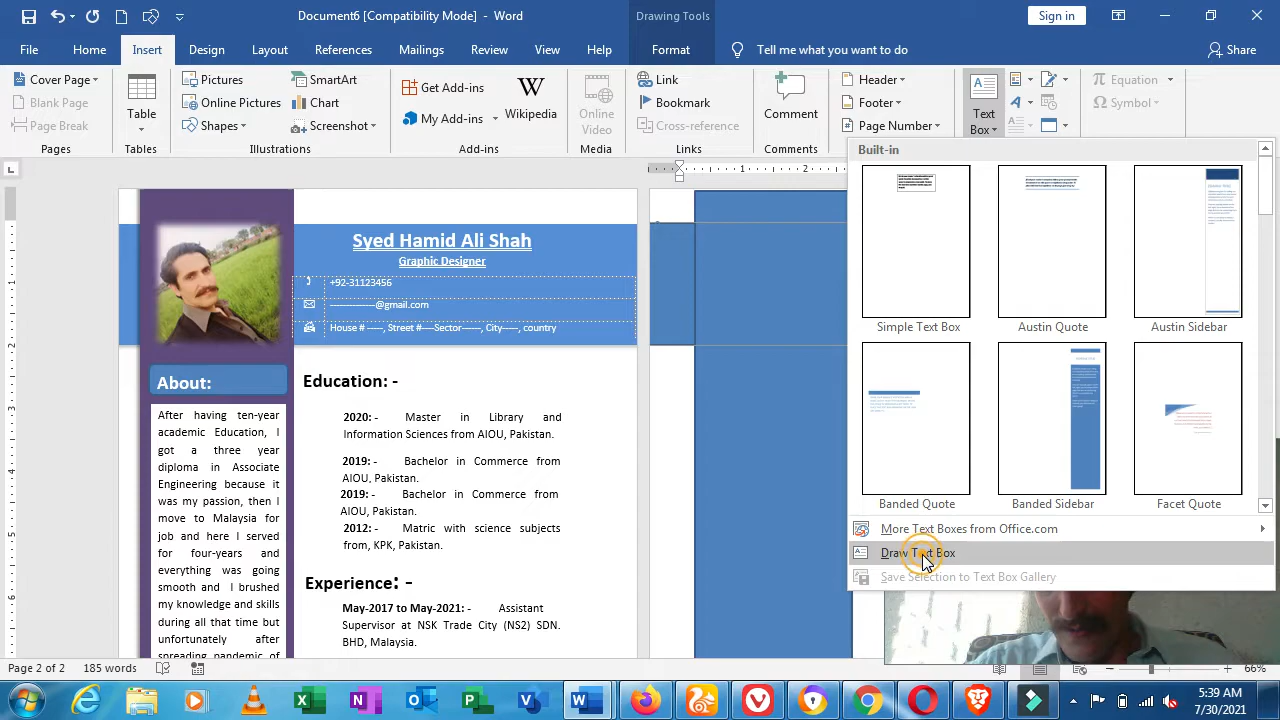 Document6 [Compatibility Mode] - Word
Drawing Tools
Sign in
File
Home
Insert
Design
Layout
References
Mailings
Review
View
Help
Format
Tell me what you want to do
Share
Cover Page
Blank Page
Page Break
Pages
Table
Tables
Pictures
Online Pictures
Shapes
SmartArt
Chart
Screenshot
Illustrations
Get Add-ins
My Add-ins
W
Wikipedia
Add-ins
Online
Video
Media
Link
Bookmark
Cross-reference
Links
Comment
Comments
Header
Footer
Page Number
Text
Box
Equation
Symbol
Built-in
Simple Text Box
Austin Quote
Austin Sidebar
Banded Quote
Banded Sidebar
Facet Quote
More Text Boxes from Office.com
Draw Text Box
Save Selection to Text Box Gallery
Syed Hamid Ali Shah
Graphic Designer
+92-31123456
---------------@gmail.com
House # -----, Street #----Sector------, City-----, country
About:
After having ten-year
academic Education, I
got a three year
diploma in Associate
Engineering because it
was my passion, then I
move to Malaysia for
job and here I served
for four-years and
everything was going
smooth and I brushed
my knowledge and skills
during all that time but
unfortunately after
spreading pandemic of
Education:-
2020: - Master in Library and
Information Sciences from AIOU, Pakistan.
2019: - Bachelor in Commerce from
AIOU, Pakistan.
2019: - Bachelor in Commerce from
AIOU, Pakistan.
2012: - Matric with science subjects
from, KPK, Pakistan.
Experience: -
May-2017 to May-2021: - Assistant
Supervisor at NSK Trade City (NS2) SDN.
BHD, Malaysia.
Page 2 of 2
185 words
66%
5:39 AM
7/30/2021